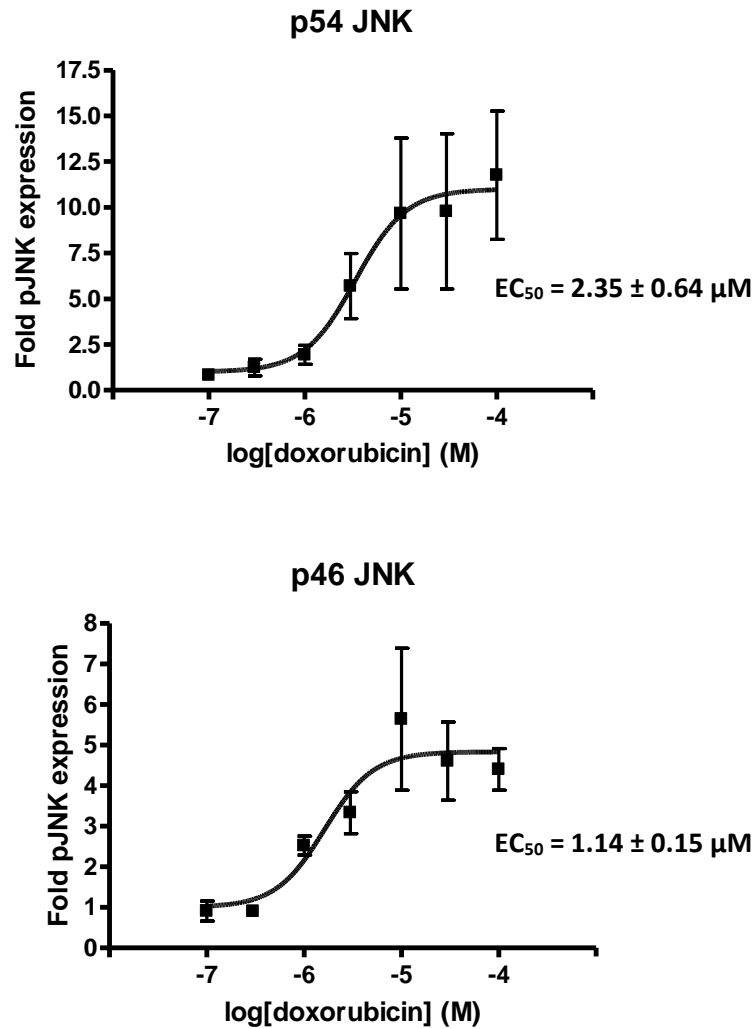 p54 JNK
17.5
15.0
12.5
10.0
7.5
5.0
2.5
0.0
Fold pJNK expression
EC₅₀ = 2.35 ± 0.64 µM
-7 -6 -5 -4
log[doxorubicin] (M)
p46 JNK
8
7
6
5
4
3
2
1
0
Fold pJNK expression
EC₅₀ = 1.14 ± 0.15 µM
-7 -6 -5 -4
log[doxorubicin] (M)